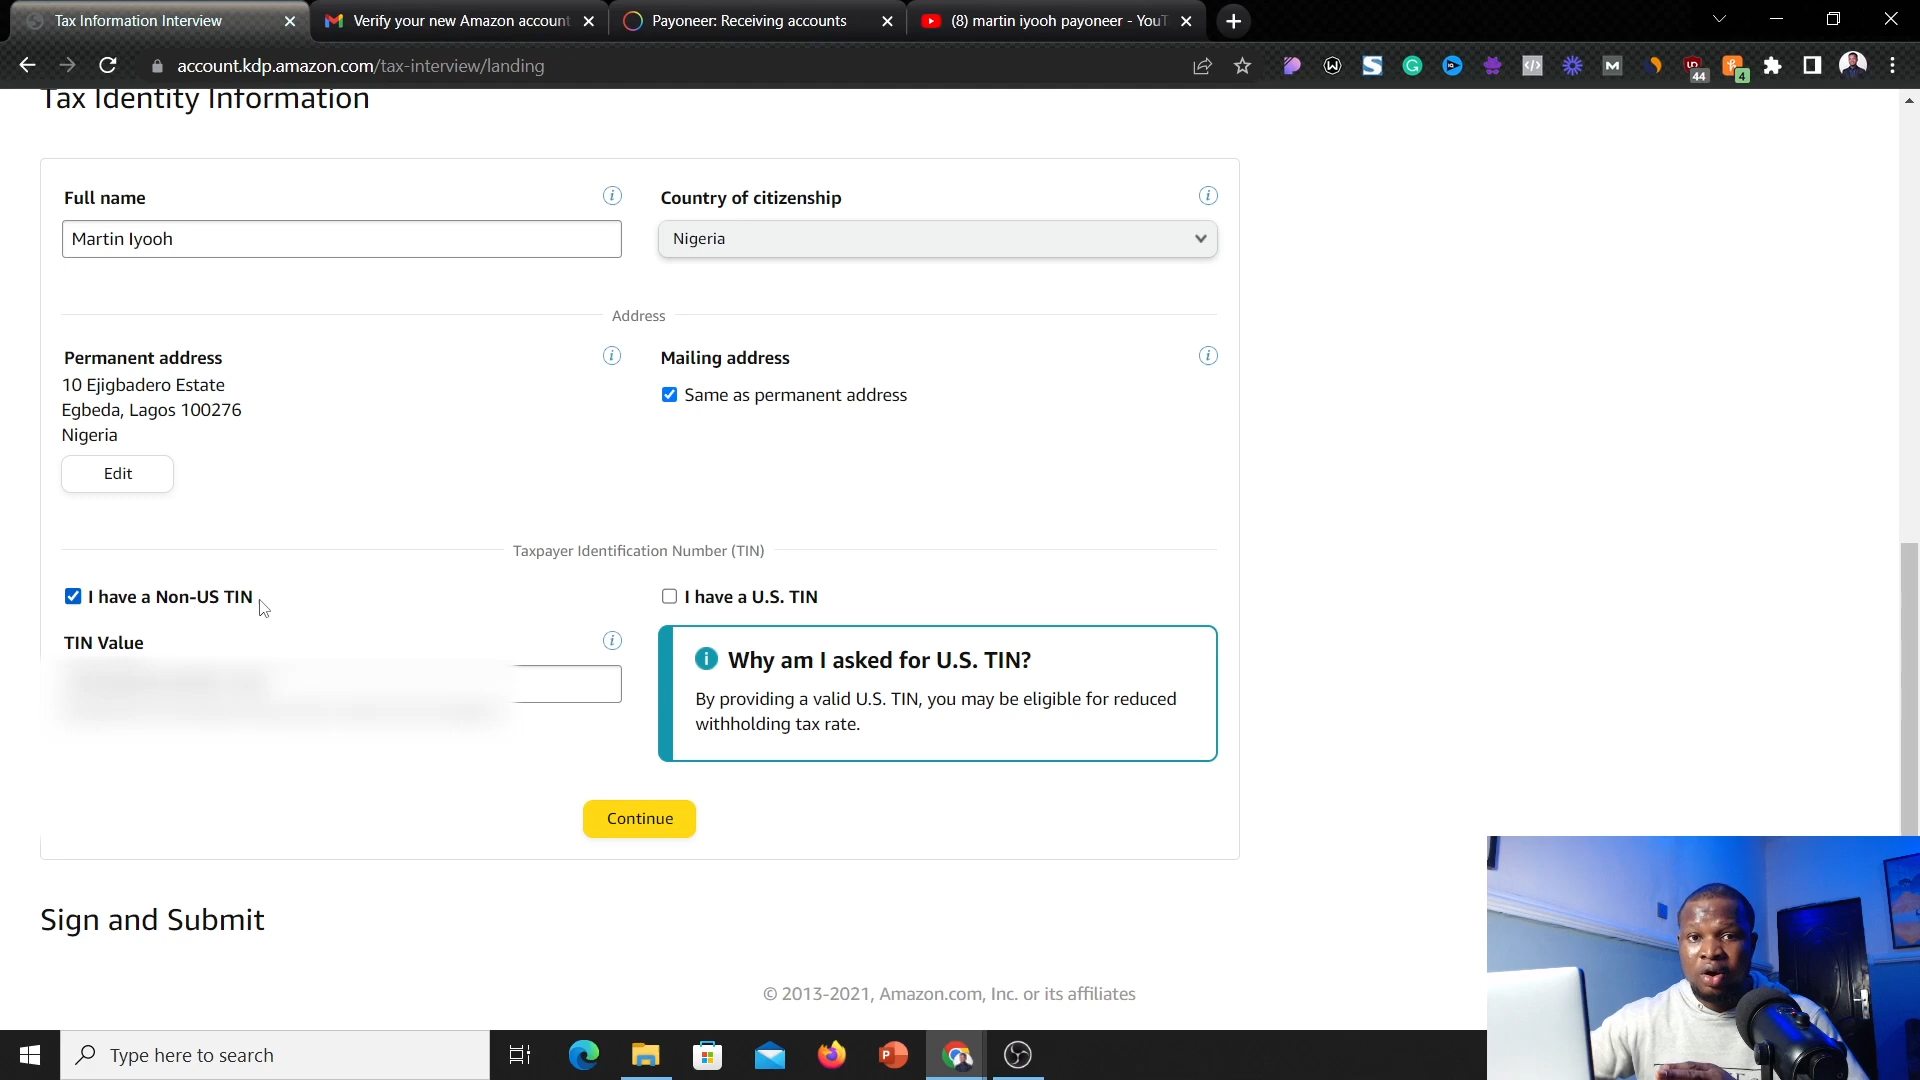 Tax Information Interview
Verify your new Amazon account
Payoneer: Receiving accounts
(8) martin iyooh payoneer - YouT
account.kdp.amazon.com/tax-interview/landing
44
4
Tax Identity Information
Full name
Country of citizenship
Martin Iyooh
Nigeria
Address
Permanent address
Mailing address
10 Ejigbadero Estate
Egbeda, Lagos 100276
Nigeria
Same as permanent address
Edit
Taxpayer Identification Number (TIN)
I have a Non-US TIN
I have a U.S. TIN
TIN Value
Why am I asked for U.S. TIN?
By providing a valid U.S. TIN, you may be eligible for reduced
withholding tax rate.
Continue
Sign and Submit
© 2013-2021, Amazon.com, Inc. or its affiliates
Type here to search